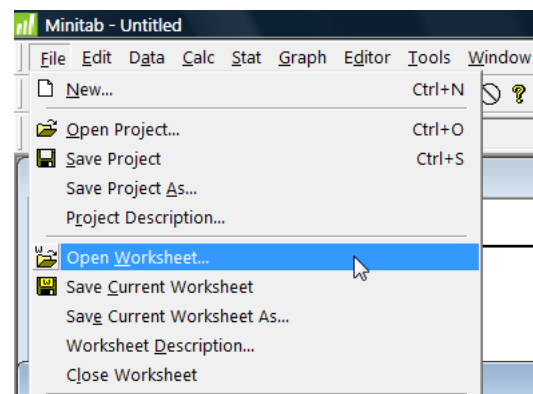 Minitab - Untitled
File Edit Data Calc Stat Graph Editor Tools Window
New... Ctrl+N
Open Project... Ctrl+O
Save Project Ctrl+S
Save Project As...
Project Description...
Open Worksheet...
Save Current Worksheet
Save Current Worksheet As...
Worksheet Description...
Close Worksheet